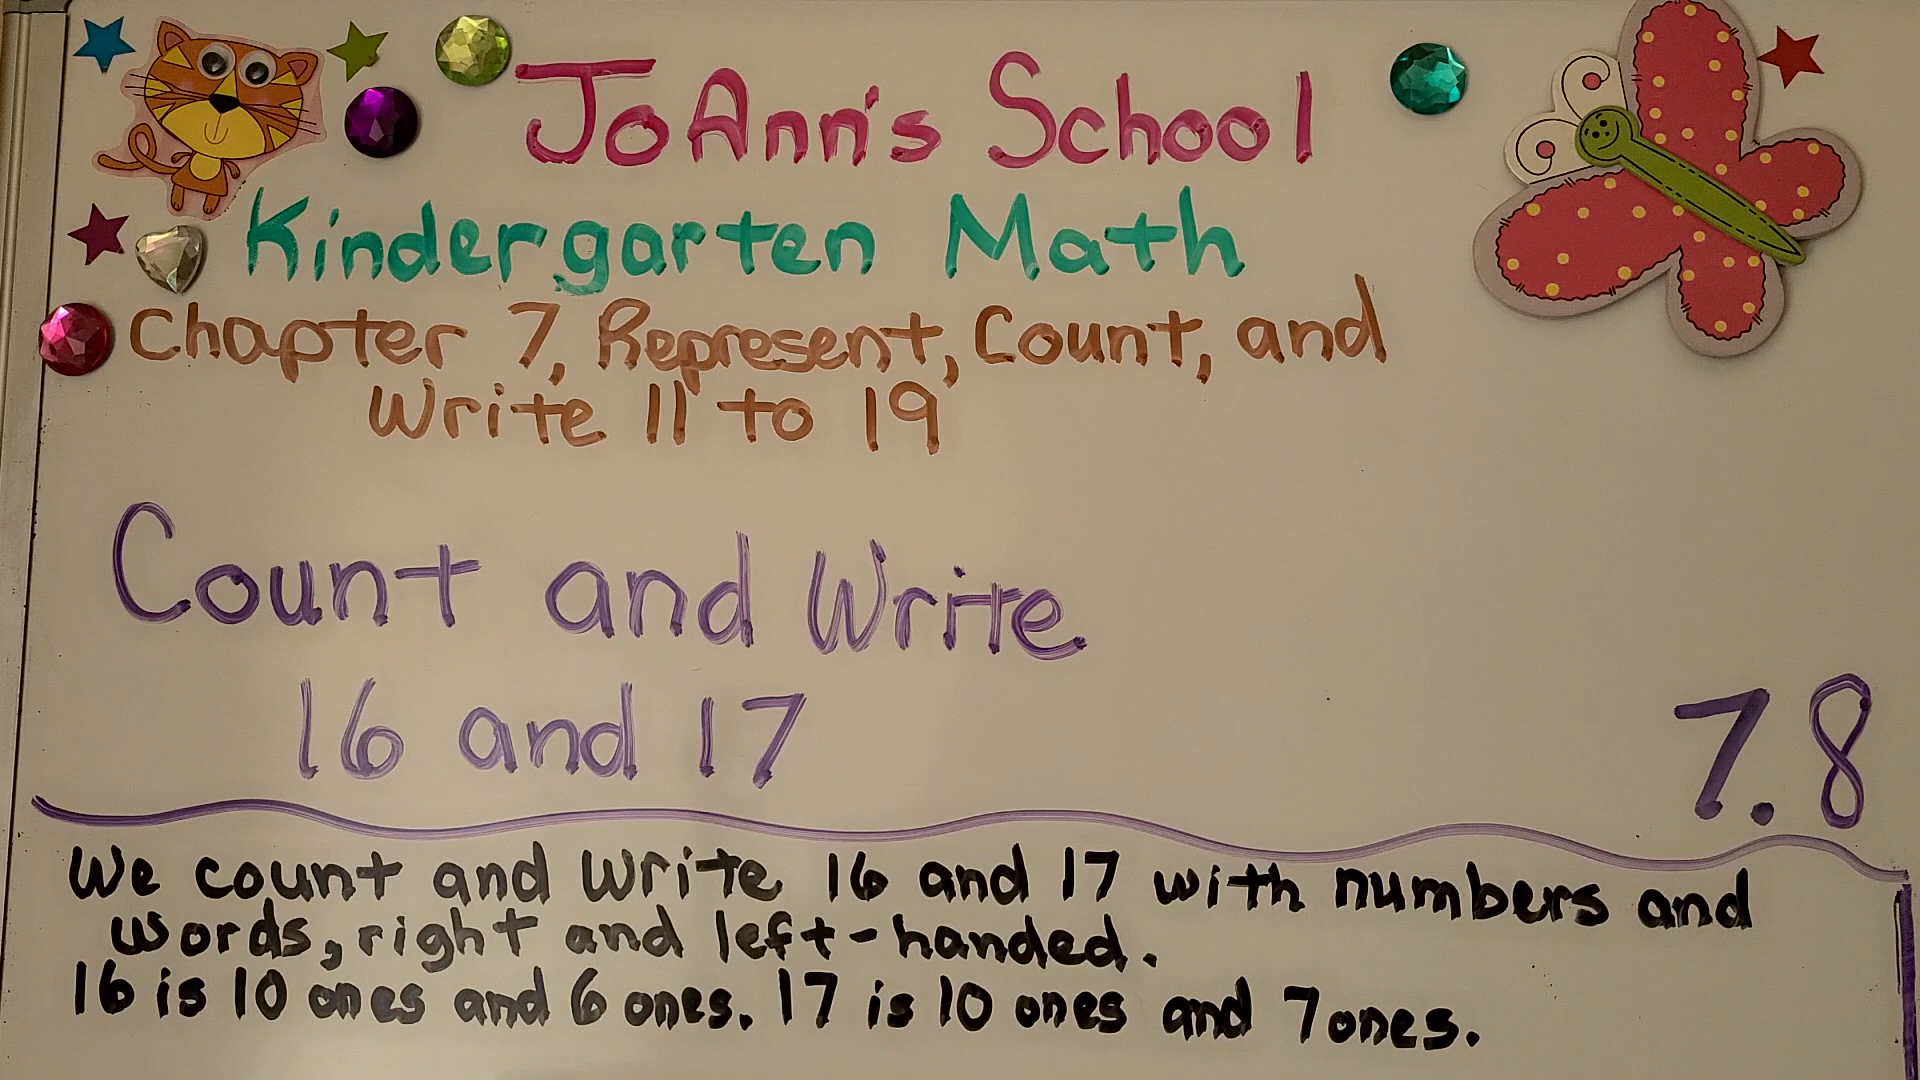 JoAnn's School
Kindergarten Math
Chapter 7, Represent, Count, and
Write 11 to 19
Count and Write
16 and 17
7.8
We count and write 16 and 17 with numbers and
words, right and left-handed.
16 is 10 ones and 6 ones. 17 is 10 ones and 7 ones.